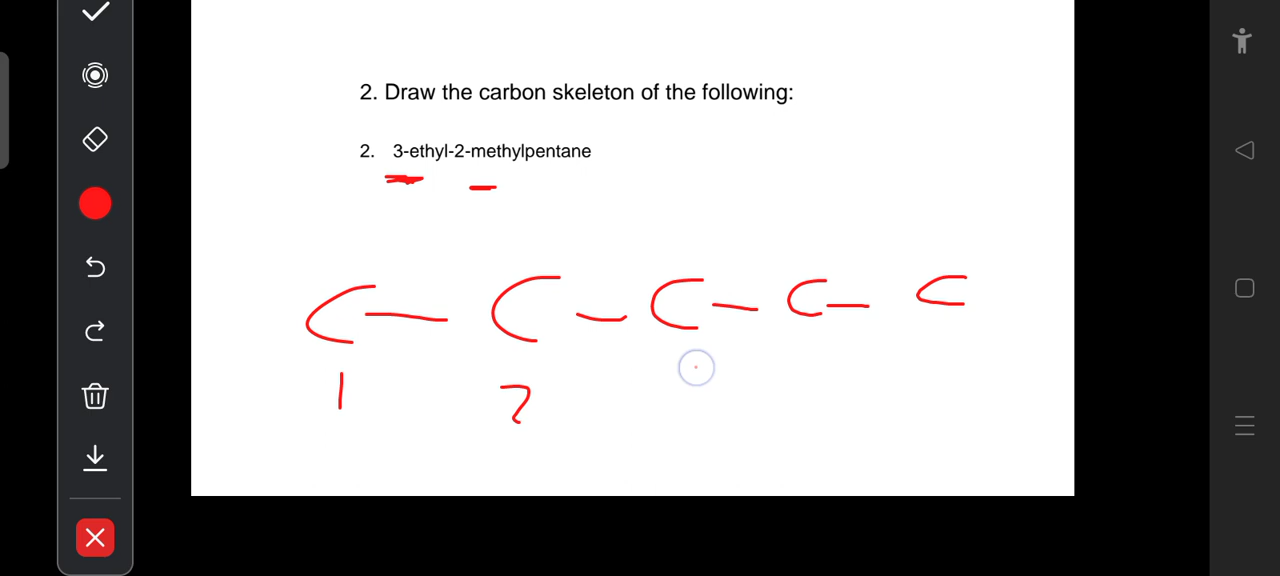 2. Draw the carbon skeleton of the following:
2. 3-ethyl-2-methylpentane
C - C - C - C - C
1 2